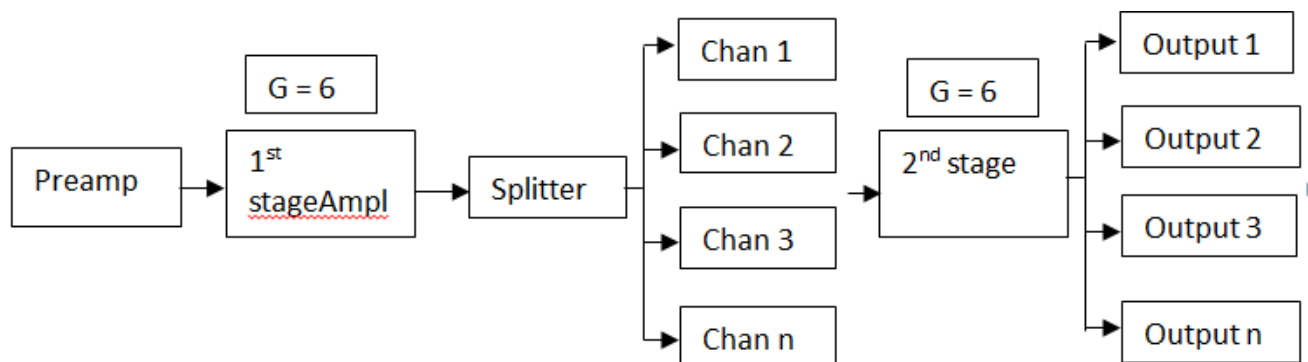 Preamp
G = 6
1st
stageAmpl
Splitter
Chan 1
Chan 2
Chan 3
Chan n
G = 6
2nd stage
Output 1
Output 2
Output 3
Output n